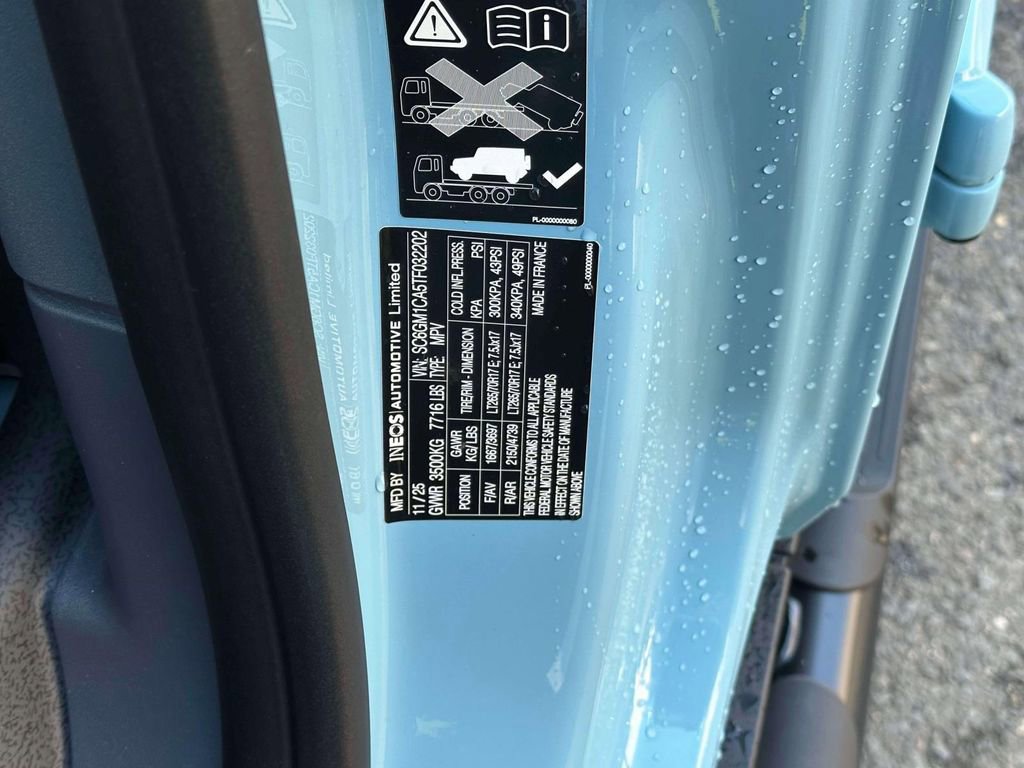 PL-0000000080
MFD BY INEOS|AUTOMOTIVE Limited
11/25 VIN: SC6GM1CA5TF032202
GVWR 3500KG 7716LBS TYPE: MPV
POSITION GAWR KG/LBS TIRE/RIM - DIMENSION COLD INFL.PRESS. KPA PSI
F/AV 1667/3697 LT265/70R17 E; 7.5Jx17 300KPA, 43PSI
R/AR 2150/4739 LT265/70R17 E; 7.5Jx17 340KPA, 49PSI
THIS VEHICLE CONFORMS TO ALL APPLICABLE MADE IN FRANCE
FEDERAL MOTOR VEHICLE SAFETY STANDARDS
IN EFFECT ON THE DATE OF MANUFACTURE
SHOWN ABOVE
PL-0000000040